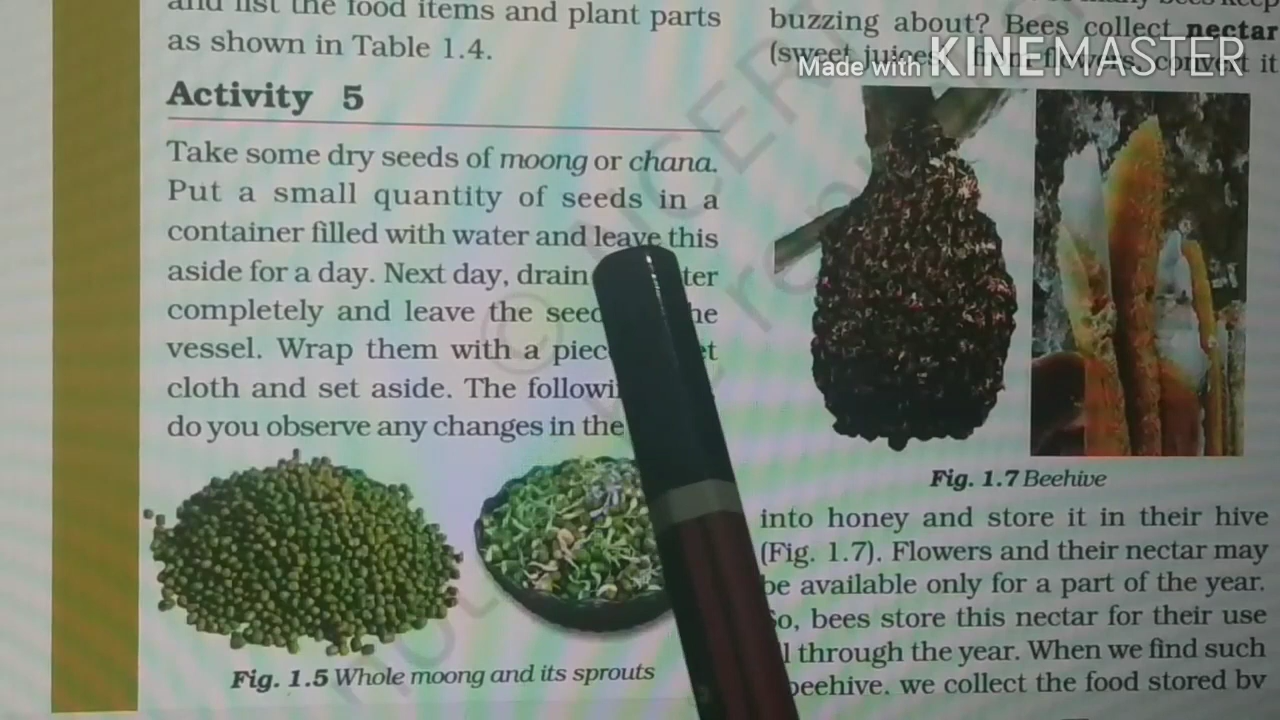 and list the food items and plant parts
as shown in Table 1.4.
Activity 5
Take some dry seeds of moong or chana.
Put a small quantity of seeds in a
container filled with water and leave this
aside for a day. Next day, drain
completely and leave the
vessel. Wrap them with a
cloth and set aside. The
do you observe any changes in the
Fig. 1.5 Whole moong and its sprouts
buzzing about? Bees collect nectar
(sweet
Made with KINEMASTER
Fig. 1.7 Beehive
into honey and store it in their hive
(Fig. 1.7). Flowers and their nectar may
be available only for a part of the year.
So, bees store this nectar for their use
through the year. When we find such
beehive, we collect the food stored by